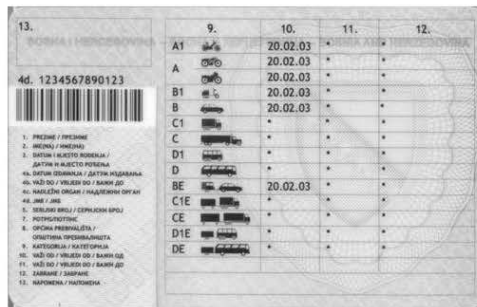 13.
9. 10. 11. 12.
BOSNA I HERCEGOVINA
4d. 1234567890123
A1 20.02.03 * *
A 20.02.03 * *
20.02.03 * *
B1 20.02.03 * *
B 20.02.03 * *
C1 * * *
C * * *
D1 * * *
D * * *
BE 20.02.03 * *
C1E * * *
CE * * *
D1E * * *
DE * * *
1. PREZIME / ПРЕЗИМЕ
2. IME(NA) / ИМЕ(НА)
3. DATUM I MJESTO ROĐENJA /
ДАТУМ И МЈЕСТО РОЂЕЊА
4a. DATUM IZDAVANJA / ДАТУМ ИЗДАВАЊА
4b. VAŽI DO / VRIJEDI DO / ВАЖИ ДО
4c. NADLEŽNI ORGAN / НАДЛЕЖНИ ОРГАН
4d. JMB / ЈМБ
5. SERIJSKI BROJ / СЕРИЈСКИ БРОЈ
7. ПОТПИС/POTPIS
8. OPĆINA PREBIVALIŠTA /
ОПШТИНА ПРЕБИВАЛИШТА
9. KATEGORIJA / КАТЕГОРИЈА
10. VAŽI OD / VRIJEDI OD / ВАЖИ ОД
11. VAŽI DO / VRIJEDI DO / ВАЖИ ДО
12. ZABRANE / ЗАБРАНЕ
13. NAPOMENA / НАПОМЕНА